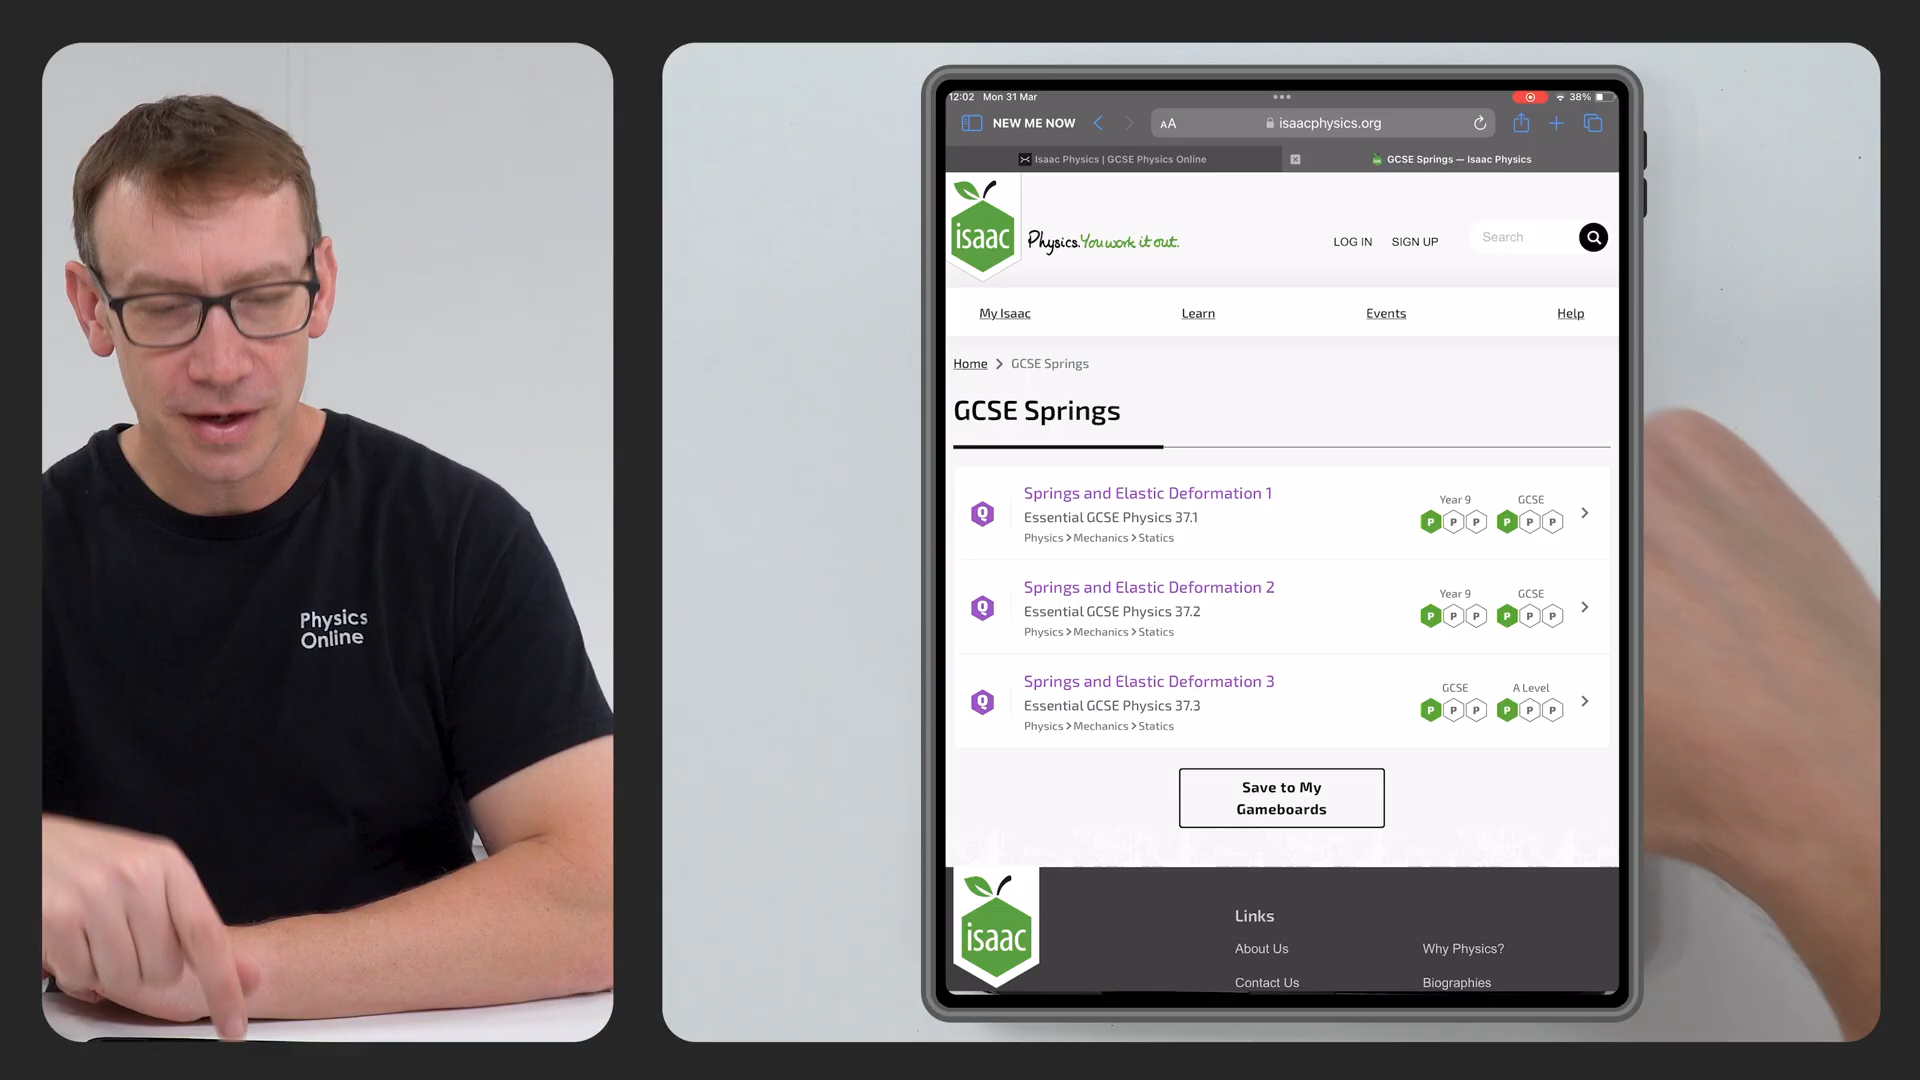 Physics
Online
12:02 Mon 31 Mar
38%
NEW ME NOW
AA
isaacphysics.org
Isaac Physics | GCSE Physics Online
GCSE Springs — Isaac Physics
isaac
Physics. You work it out.
LOG IN
SIGN UP
Search
My Isaac
Learn
Events
Help
Home > GCSE Springs
GCSE Springs
Q
Springs and Elastic Deformation 1
Essential GCSE Physics 37.1
Physics > Mechanics > Statics
Year 9 GCSE
P P P P P P
Q
Springs and Elastic Deformation 2
Essential GCSE Physics 37.2
Physics > Mechanics > Statics
Year 9 GCSE
P P P P P P
Q
Springs and Elastic Deformation 3
Essential GCSE Physics 37.3
Physics > Mechanics > Statics
GCSE A Level
P P P P P P
Save to My
Gameboards
isaac
Links
About Us
Why Physics?
Contact Us
Biographies